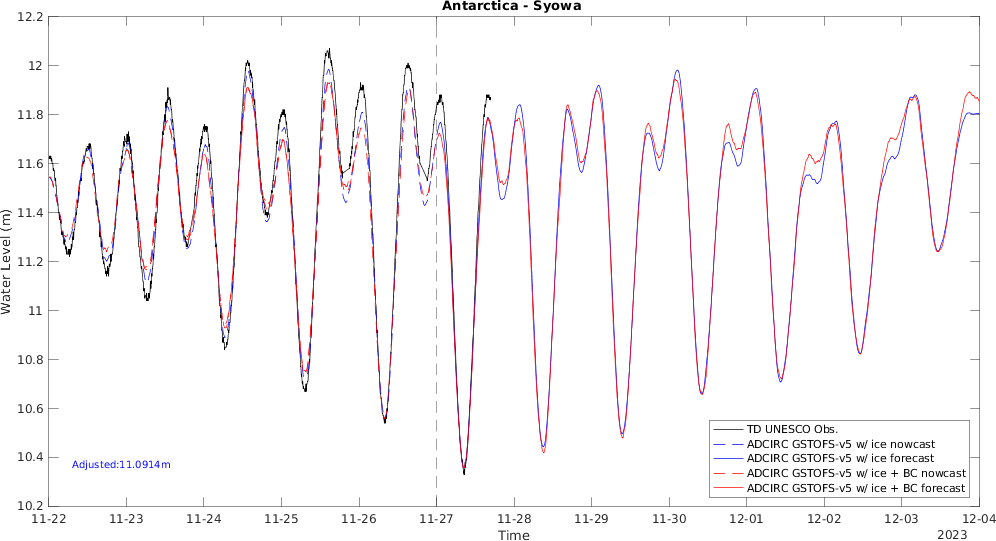 Antarctica - Syowa
12.2
12
11.8
11.6
11.4
11.2
11
10.8
10.6
10.4
10.2
Water Level (m)
Adjusted:11.0914m
TD UNESCO Obs.
ADCIRC GSTOFS-v5 w/ ice nowcast
ADCIRC GSTOFS-v5 w/ ice forecast
ADCIRC GSTOFS-v5 w/ ice + BC nowcast
ADCIRC GSTOFS-v5 w/ ice + BC forecast
11-22 11-23 11-24 11-25 11-26 11-27 11-28 11-29 11-30 12-01 12-02 12-03 12-04
Time
2023